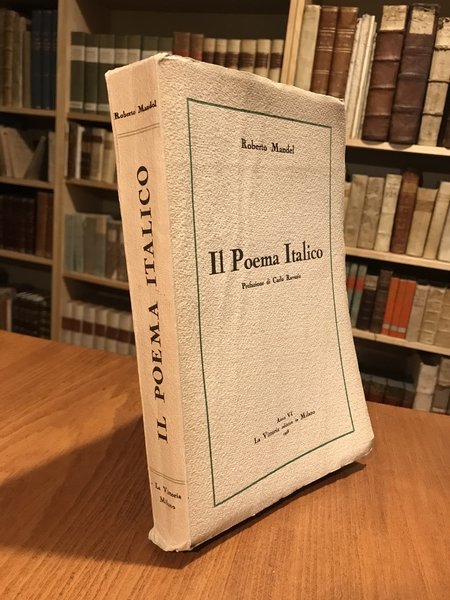 Roberto Mandel
IL POEMA ITALICO
La Vittoria
Milano
Roberto Mandel
Il Poema Italico
Prefazione di Carlo Ravasio
Anno VI
La Vittoria editrice in Milano
1928